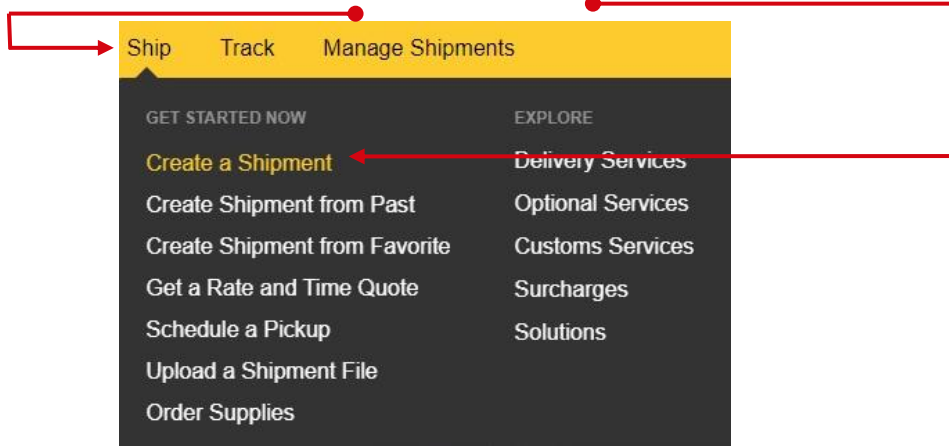 Ship Track Manage Shipments
GET STARTED NOW
Create a Shipment
Create Shipment from Past
Create Shipment from Favorite
Get a Rate and Time Quote
Schedule a Pickup
Upload a Shipment File
Order Supplies
EXPLORE
Delivery Services
Optional Services
Customs Services
Surcharges
Solutions